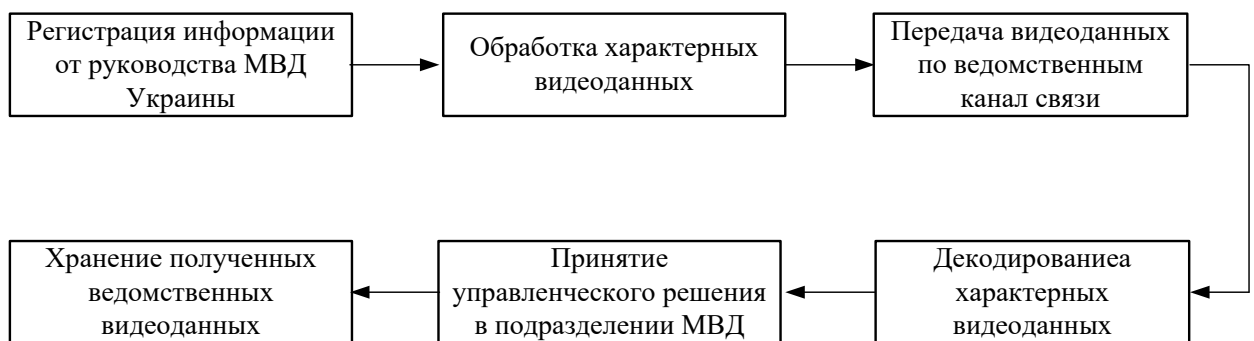 Регистрация информации
от руководства МВД
Украины
Обработка характерных
видеоданных
Передача видеоданных
по ведомственным
канал связи
Декодированиеа
характерных
видеоданных
Принятие
управленческого решения
в подразделении МВД
Хранение полученных
ведомственных
видеоданных